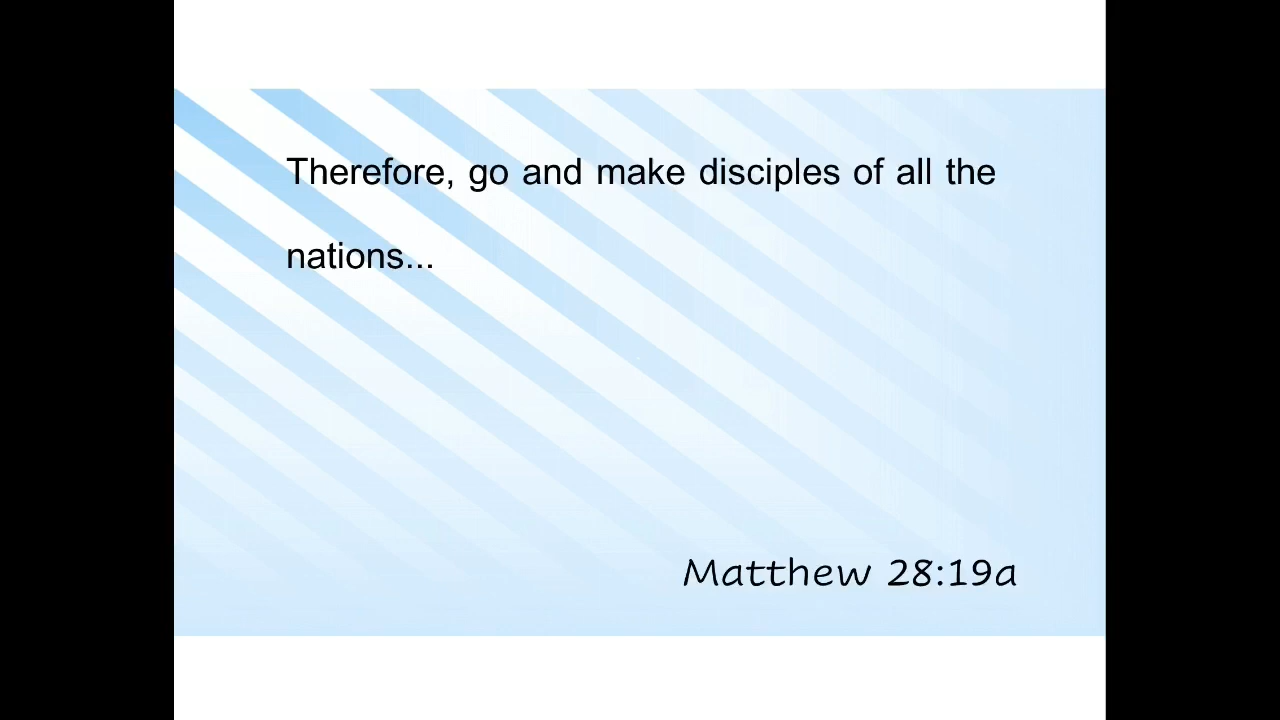 Therefore, go and make disciples of all the
nations...
Matthew 28:19a